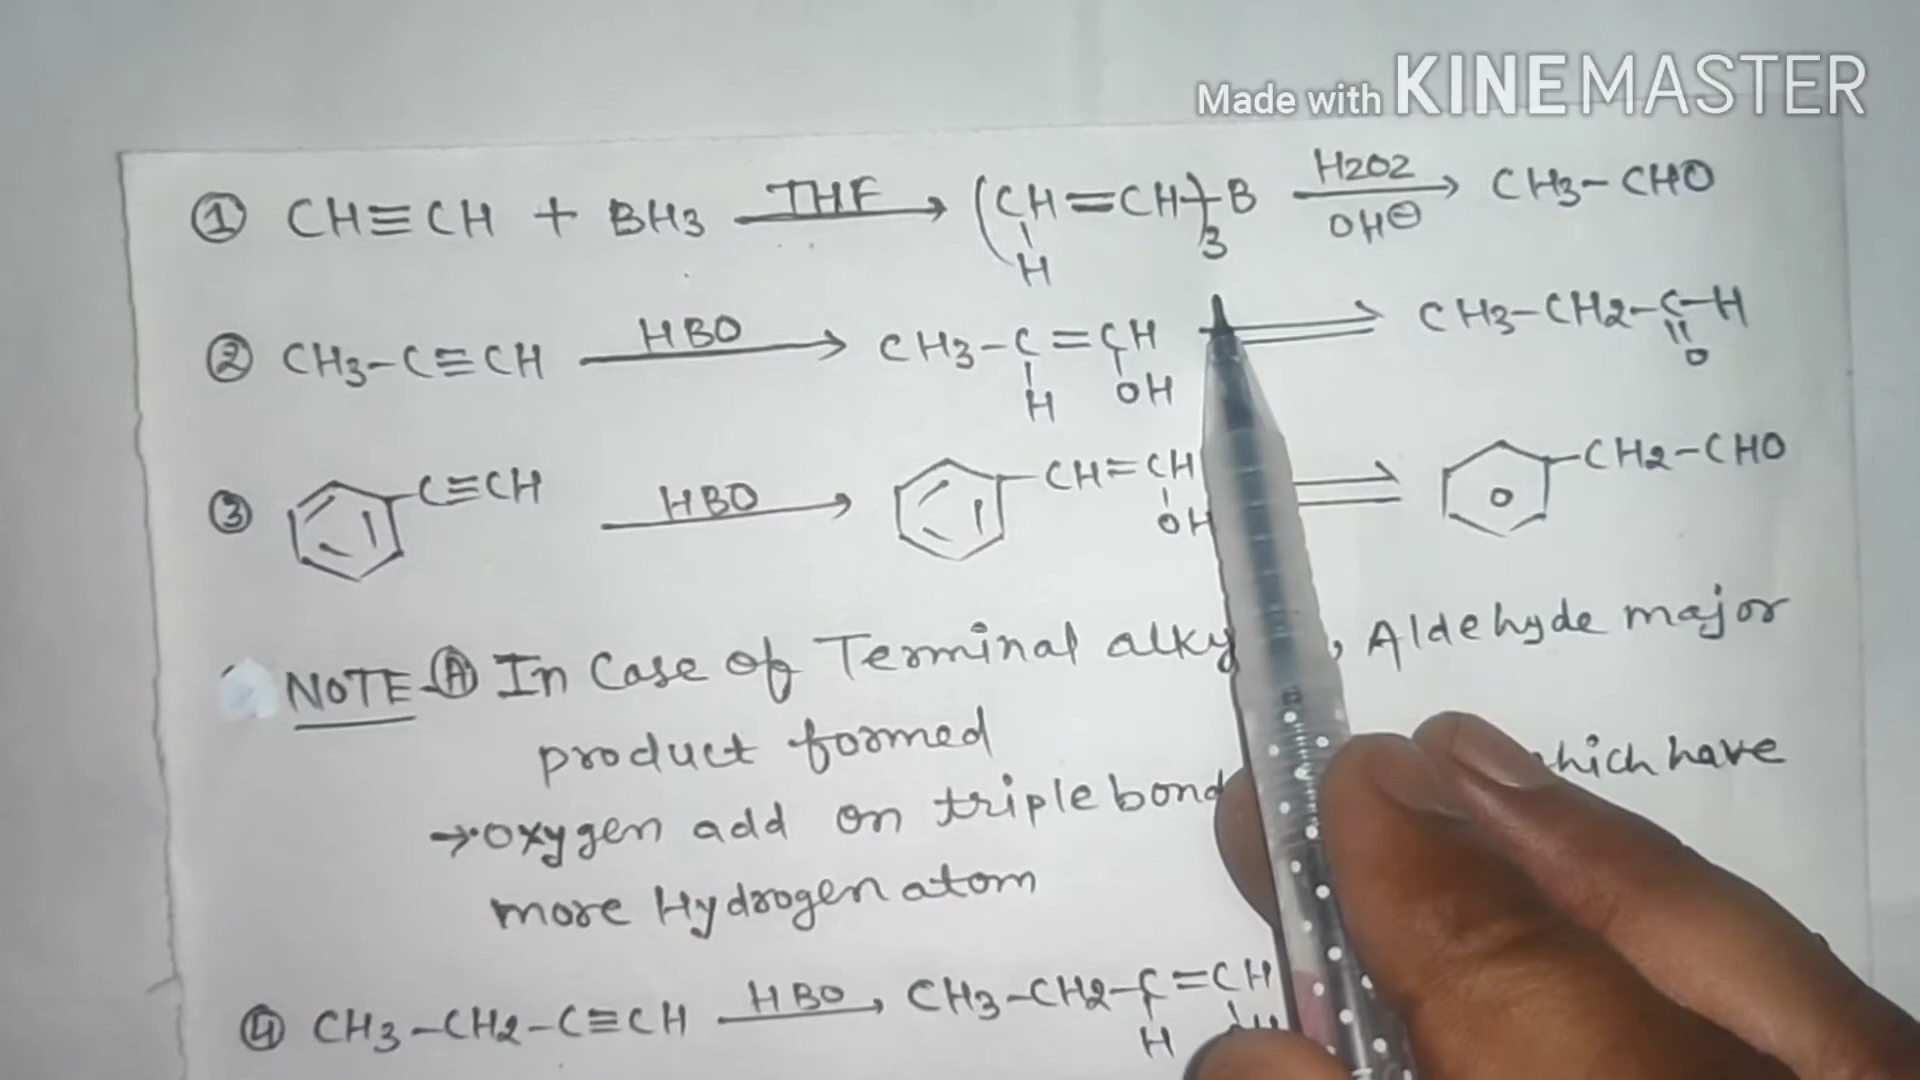 Made with KINEMASTER
① CH≡CH + BH3 —THF→ (CH=CH)3 B —H2O2 / OH⊖→ CH3-CHO
H
② CH3-C≡CH —HBO→ CH3-C=CH ⇌ CH3-CH2-C-H
H OH O
③ C≡CH —HBO→ CH=CH ⇌ CH2-CHO
OH
NOTE-Ⓐ In Case of Terminal , Aldehyde major
product formed
→ oxygen add on triple bond have
more Hydrogen atom
④ CH3-CH2-C≡CH —HBO→ CH3-CH2-C=CH
H